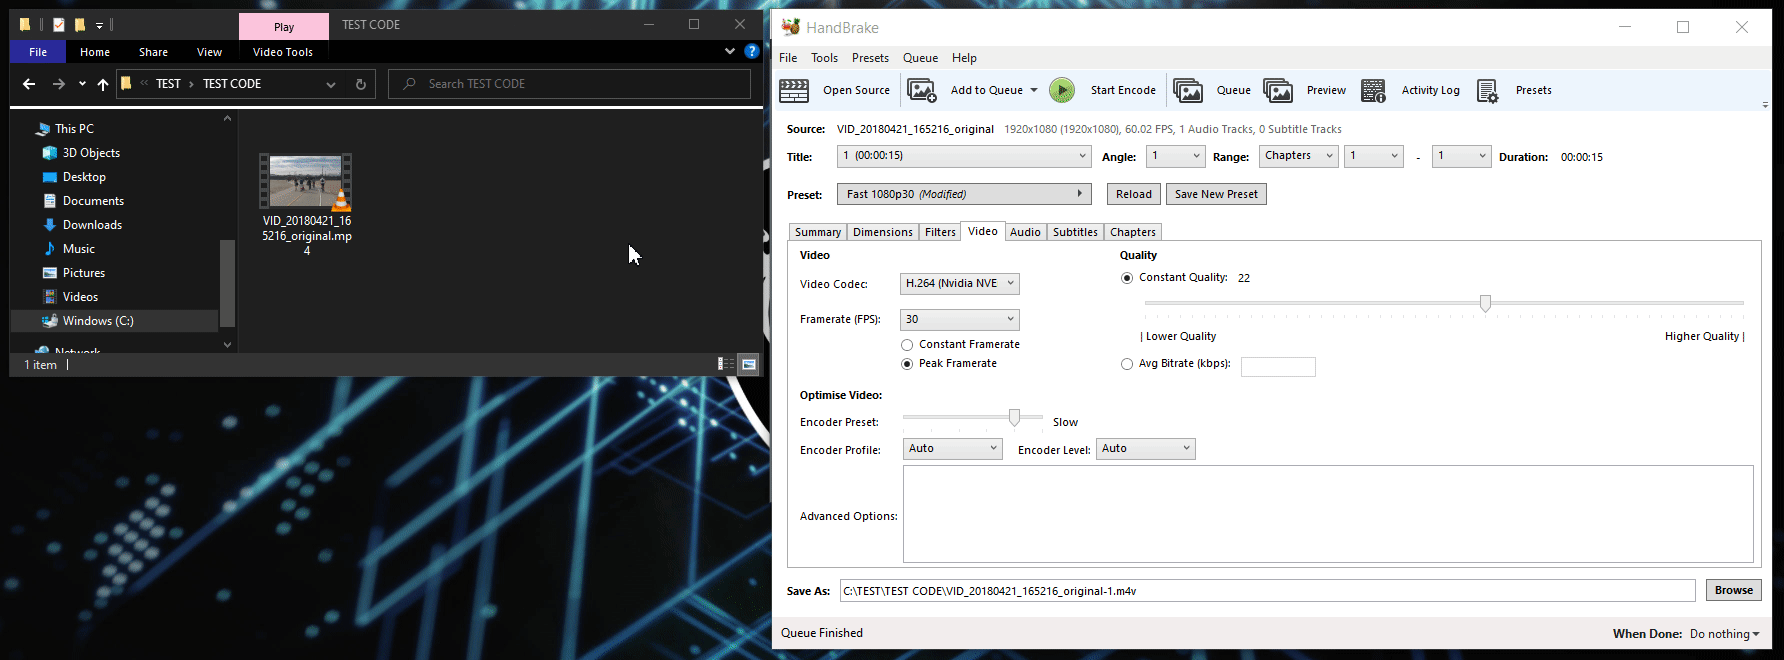 Play
TEST CODE
File
Home
Share
View
Video Tools
TEST
TEST CODE
Search TEST CODE
This PC
3D Objects
Desktop
Documents
Downloads
Music
Pictures
Videos
Windows (C:)
Network
VID_20180421_16
5216_original.mp
4
1 item
HandBrake
File
Tools
Presets
Queue
Help
Open Source
Add to Queue
Start Encode
Queue
Preview
Activity Log
Presets
Source: VID_20180421_165216_original 1920x1080 (1920x1080), 60.02 FPS, 1 Audio Tracks, 0 Subtitle Tracks
Title: 1 (00:00:15) Angle: 1 Range: Chapters 1 - 1 Duration: 00:00:15
Preset: Fast 1080p30 (Modified) Reload Save New Preset
Summary Dimensions Filters Video Audio Subtitles Chapters
Video
Video Codec: H.264 (Nvidia NVE
Framerate (FPS): 30
Constant Framerate
Peak Framerate
Quality
Constant Quality: 22
| Lower Quality Higher Quality |
Avg Bitrate (kbps):
Optimise Video:
Encoder Preset: Slow
Encoder Profile: Auto Encoder Level: Auto
Advanced Options:
Save As: C:\TEST\TEST CODE\VID_20180421_165216_original-1.m4v Browse
Queue Finished When Done: Do nothing